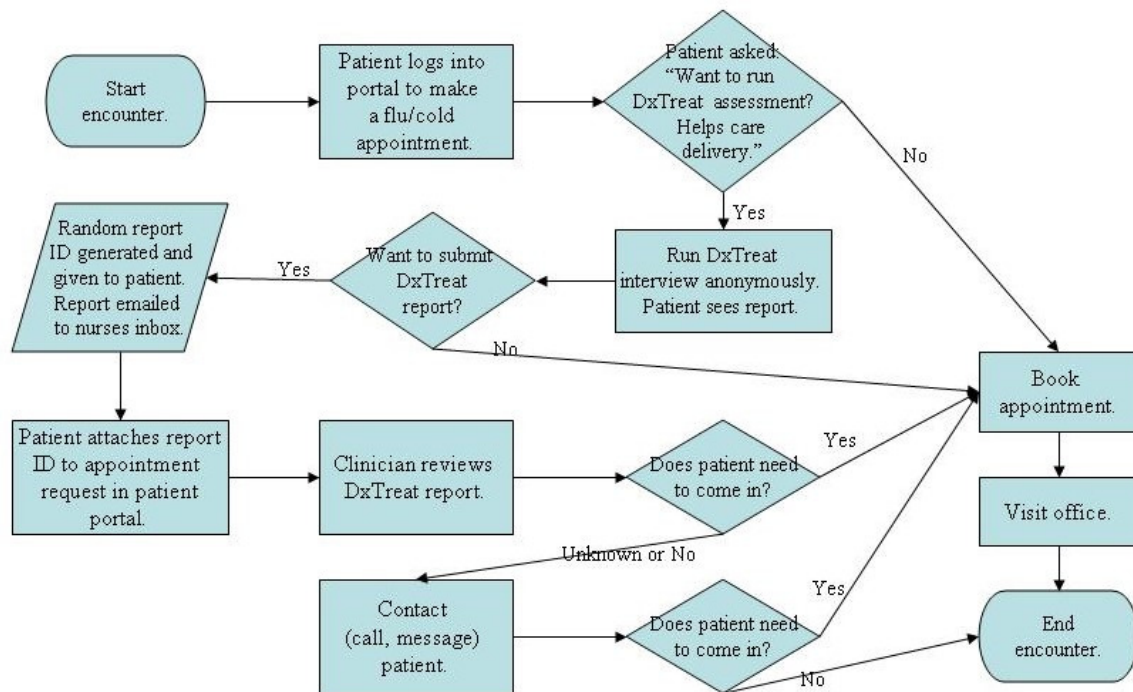 Start
encounter.
Patient logs into
portal to make
a flu/cold
appointment.
Patient asked:
“Want to run
DxTreat assessment?
Helps care
delivery.”
No
Yes
Random report
ID generated and
given to patient.
Report emailed
to nurses inbox.
Yes
Want to submit
DxTreat
report?
Run DxTreat
interview anonymously.
Patient sees report.
No
Book
appointment.
Patient attaches report
ID to appointment
request in patient
portal.
Clinician reviews
DxTreat report.
Does patient need
to come in?
Yes
Visit office.
Unknown or No
Contact
(call, message)
patient.
Does patient need
to come in?
Yes
No
End
encounter.